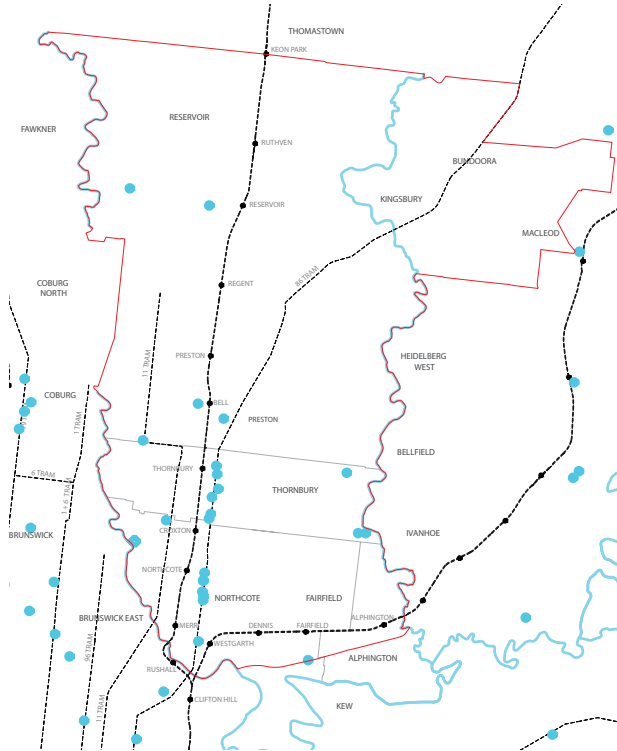 THOMASTOWN
KEON PARK
FAWKNER
RESERVOIR
RUTHVEN
BUNDOORA
KINGSBURY
RESERVOIR
MACLEOD
86 TRAM
COBURG
NORTH
REGENT
11 TRAM
PRESTON
HEIDELBERG
WEST
COBURG
1 TRAM
BELL
PRESTON
BELLFIELD
THORNBURY
6 TRAM
THORNBURY
1 + 6 TRAM
BRUNSWICK
CROXTON
IVANHOE
NORTHCOTE
NORTHCOTE
FAIRFIELD
BRUNSWICK EAST
MERRI
DENNIS
FAIRFIELD
ALPHINGTON
96 TRAM
WESTGARTH
RUSHALL
ALPHINGTON
11 TRAM
CLIFTON HILL
KEW